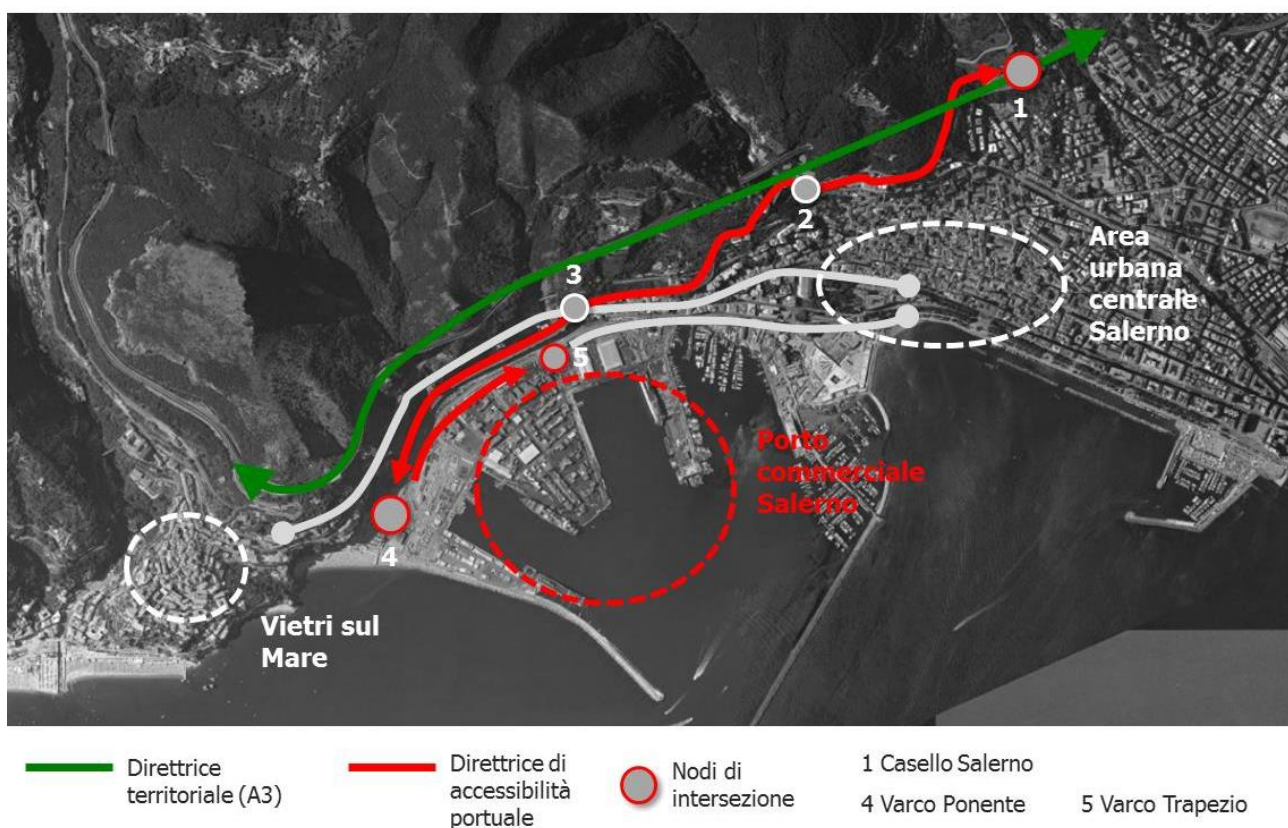 1
2
Area
urbana
centrale
Salerno
3
5
Porto
commerciale
Salerno
4
Vietri sul
Mare
Direttrice
territoriale (A3)
Direttrice di
accessibilità
portuale
Nodi di
intersezione
1 Casello Salerno
4 Varco Ponente
5 Varco Trapezio